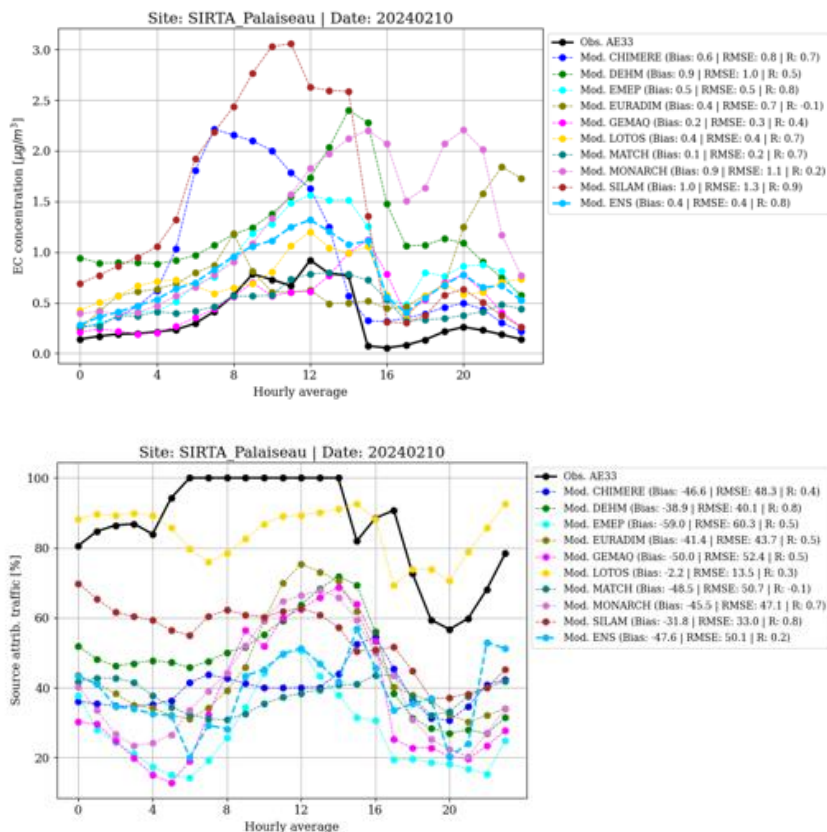 Site: SIRTA_Palaiseau | Date: 20240210
3.0
2.5
2.0
1.5
1.0
0.5
0.0
EC concentration [μg/m³]
0 4 8 12 16 20
Hourly average
Obs. AE33
Mod. CHIMERE (Bias: 0.6 | RMSE: 0.8 | R: 0.7)
Mod. DEHM (Bias: 0.9 | RMSE: 1.0 | R: 0.5)
Mod. EMEP (Bias: 0.5 | RMSE: 0.5 | R: 0.8)
Mod. EURADIM (Bias: 0.4 | RMSE: 0.7 | R: -0.1)
Mod. GEMAQ (Bias: 0.2 | RMSE: 0.3 | R: 0.4)
Mod. LOTOS (Bias: 0.4 | RMSE: 0.4 | R: 0.7)
Mod. MATCH (Bias: 0.1 | RMSE: 0.2 | R: 0.7)
Mod. MONARCH (Bias: 0.9 | RMSE: 1.1 | R: 0.2)
Mod. SILAM (Bias: 1.0 | RMSE: 1.3 | R: 0.9)
Mod. ENS (Bias: 0.4 | RMSE: 0.4 | R: 0.8)
Site: SIRTA_Palaiseau | Date: 20240210
100
80
60
40
20
Source attrib. traffic [%]
0 4 8 12 16 20
Hourly average
Obs. AE33
Mod. CHIMERE (Bias: -46.6 | RMSE: 48.3 | R: 0.4)
Mod. DEHM (Bias: -38.9 | RMSE: 40.1 | R: 0.8)
Mod. EMEP (Bias: -59.0 | RMSE: 60.3 | R: 0.5)
Mod. EURADIM (Bias: -41.4 | RMSE: 43.7 | R: 0.5)
Mod. GEMAQ (Bias: -50.0 | RMSE: 52.4 | R: 0.5)
Mod. LOTOS (Bias: -2.2 | RMSE: 13.5 | R: 0.3)
Mod. MATCH (Bias: -48.5 | RMSE: 50.7 | R: -0.1)
Mod. MONARCH (Bias: -45.5 | RMSE: 47.1 | R: 0.7)
Mod. SILAM (Bias: -31.8 | RMSE: 33.0 | R: 0.8)
Mod. ENS (Bias: -47.6 | RMSE: 50.1 | R: 0.2)